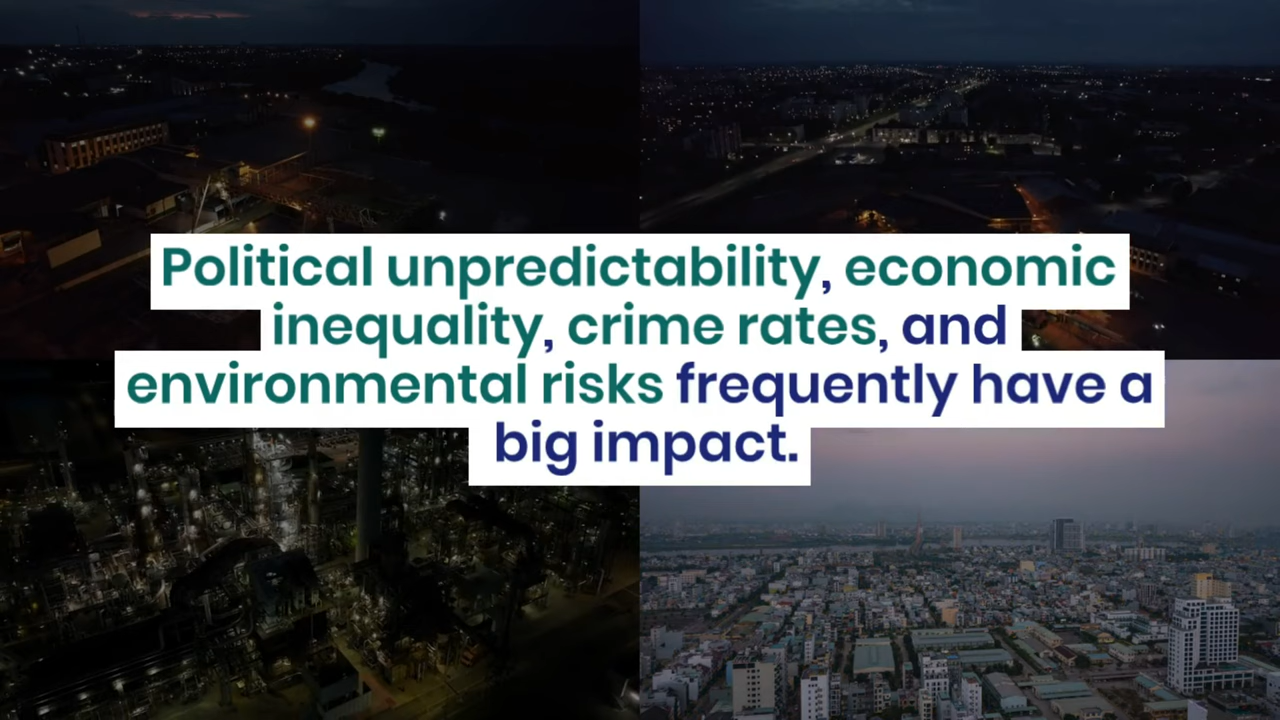 Political unpredictability, economic
inequality, crime rates, and
environmental risks frequently have a
big impact.